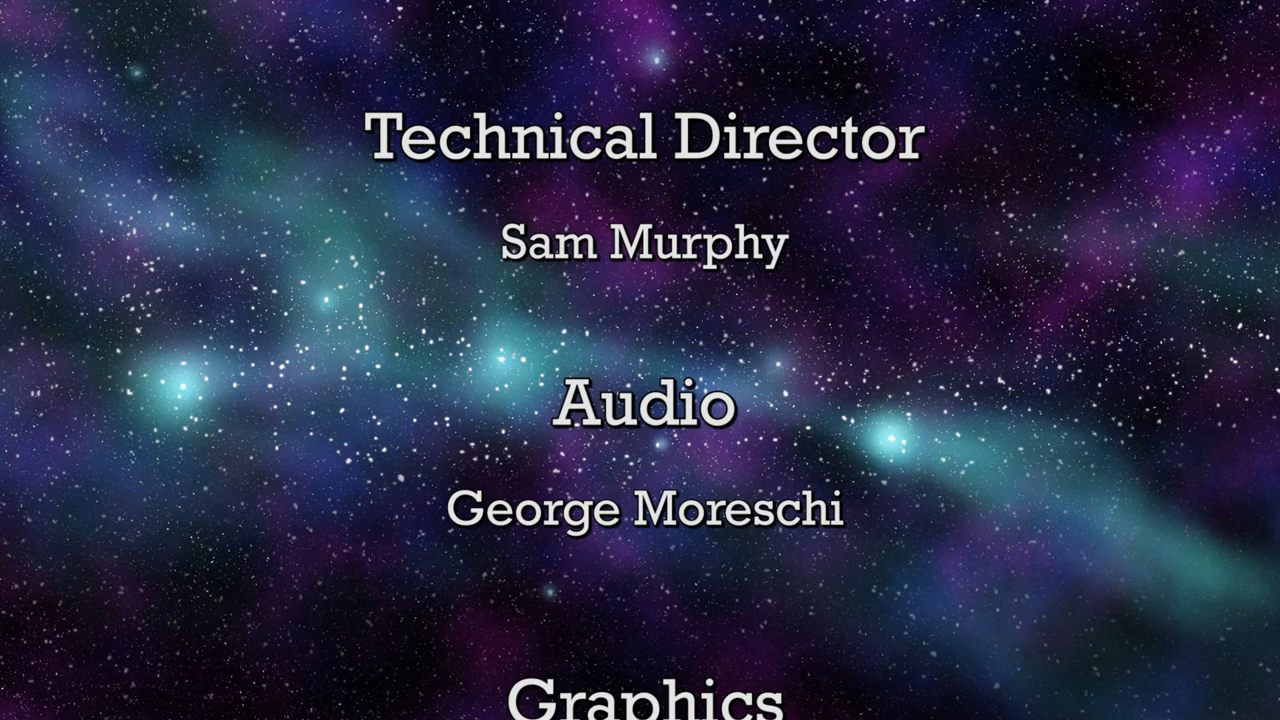 Technical Director
Sam Murphy
Audio
George Moreschi
Graphics